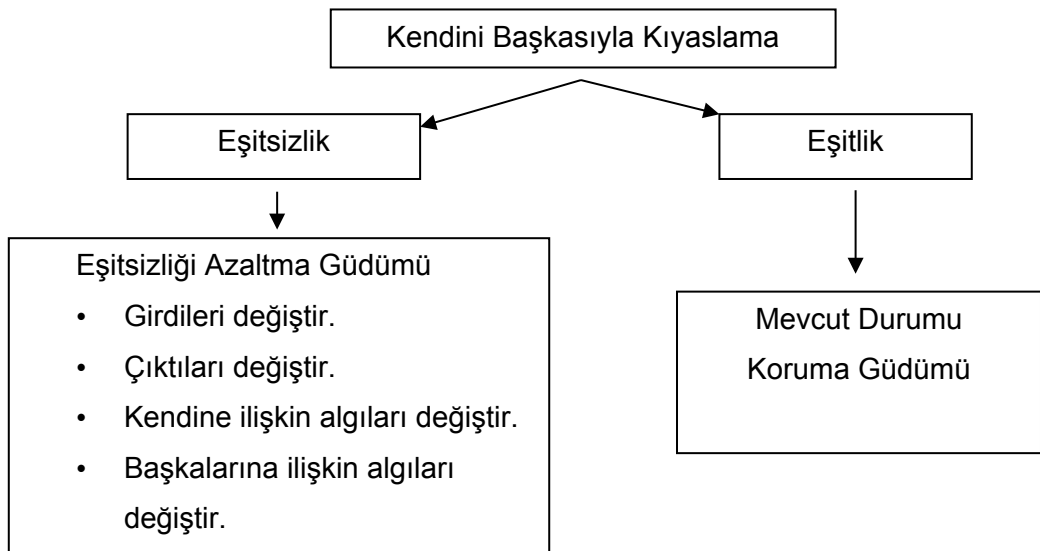 Kendini Başkasıyla Kıyaslama
Eşitsizlik
Eşitlik
Eşitsizliği Azaltma Güdümü
• Girdileri değiştir.
• Çıktıları değiştir.
• Kendine ilişkin algıları değiştir.
• Başkalarına ilişkin algıları
değiştir.
Mevcut Durumu
Koruma Güdümü